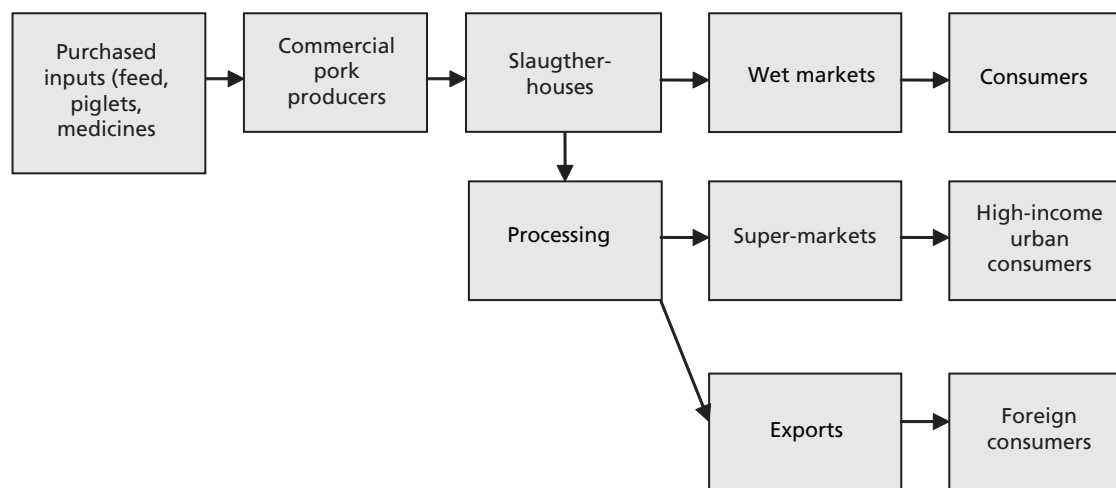 Purchased
inputs (feed,
piglets,
medicines
Commercial
pork
producers
Slaugther-
houses
Wet markets
Consumers
Processing
Super-markets
High-income
urban
consumers
Exports
Foreign
consumers